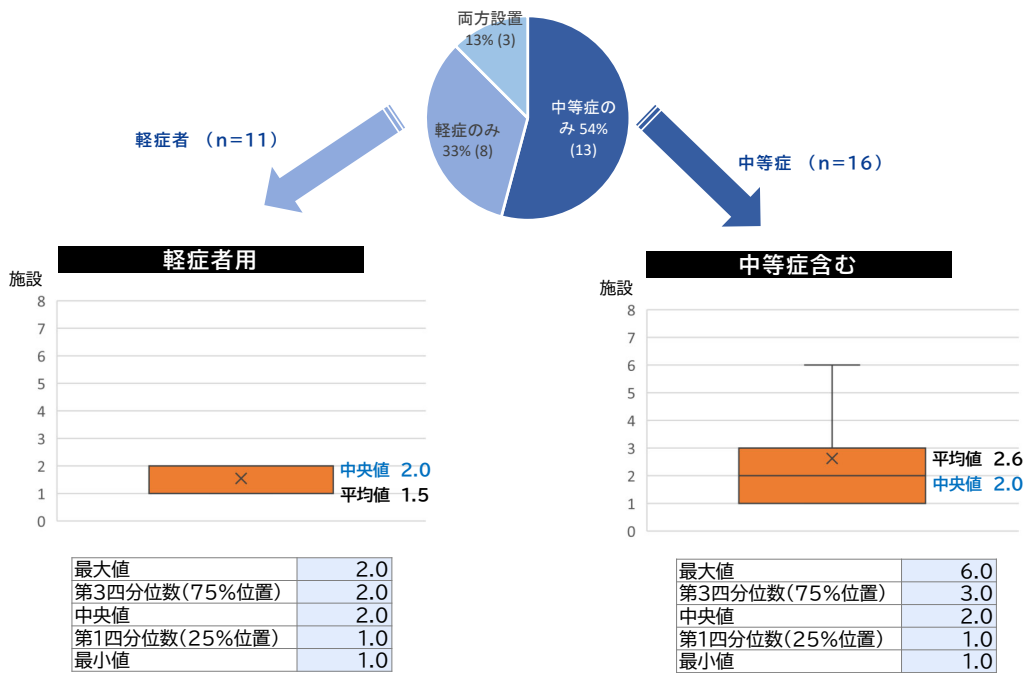 両方設置
13% (3)
中等症の
み 54%
(13)
軽症のみ
33% (8)
軽症者 （n=11）
中等症 （n=16）
軽症者用
施設
8
7
6
5
4
3
2
1
0
中央値 2.0
平均値 1.5
最大値 2.0
第3四分位数(75%位置) 2.0
中央値 2.0
第1四分位数(25%位置) 1.0
最小値 1.0
中等症含む
施設
8
7
6
5
4
3
2
1
0
平均値 2.6
中央値 2.0
最大値 6.0
第3四分位数(75%位置) 3.0
中央値 2.0
第1四分位数(25%位置) 1.0
最小値 1.0